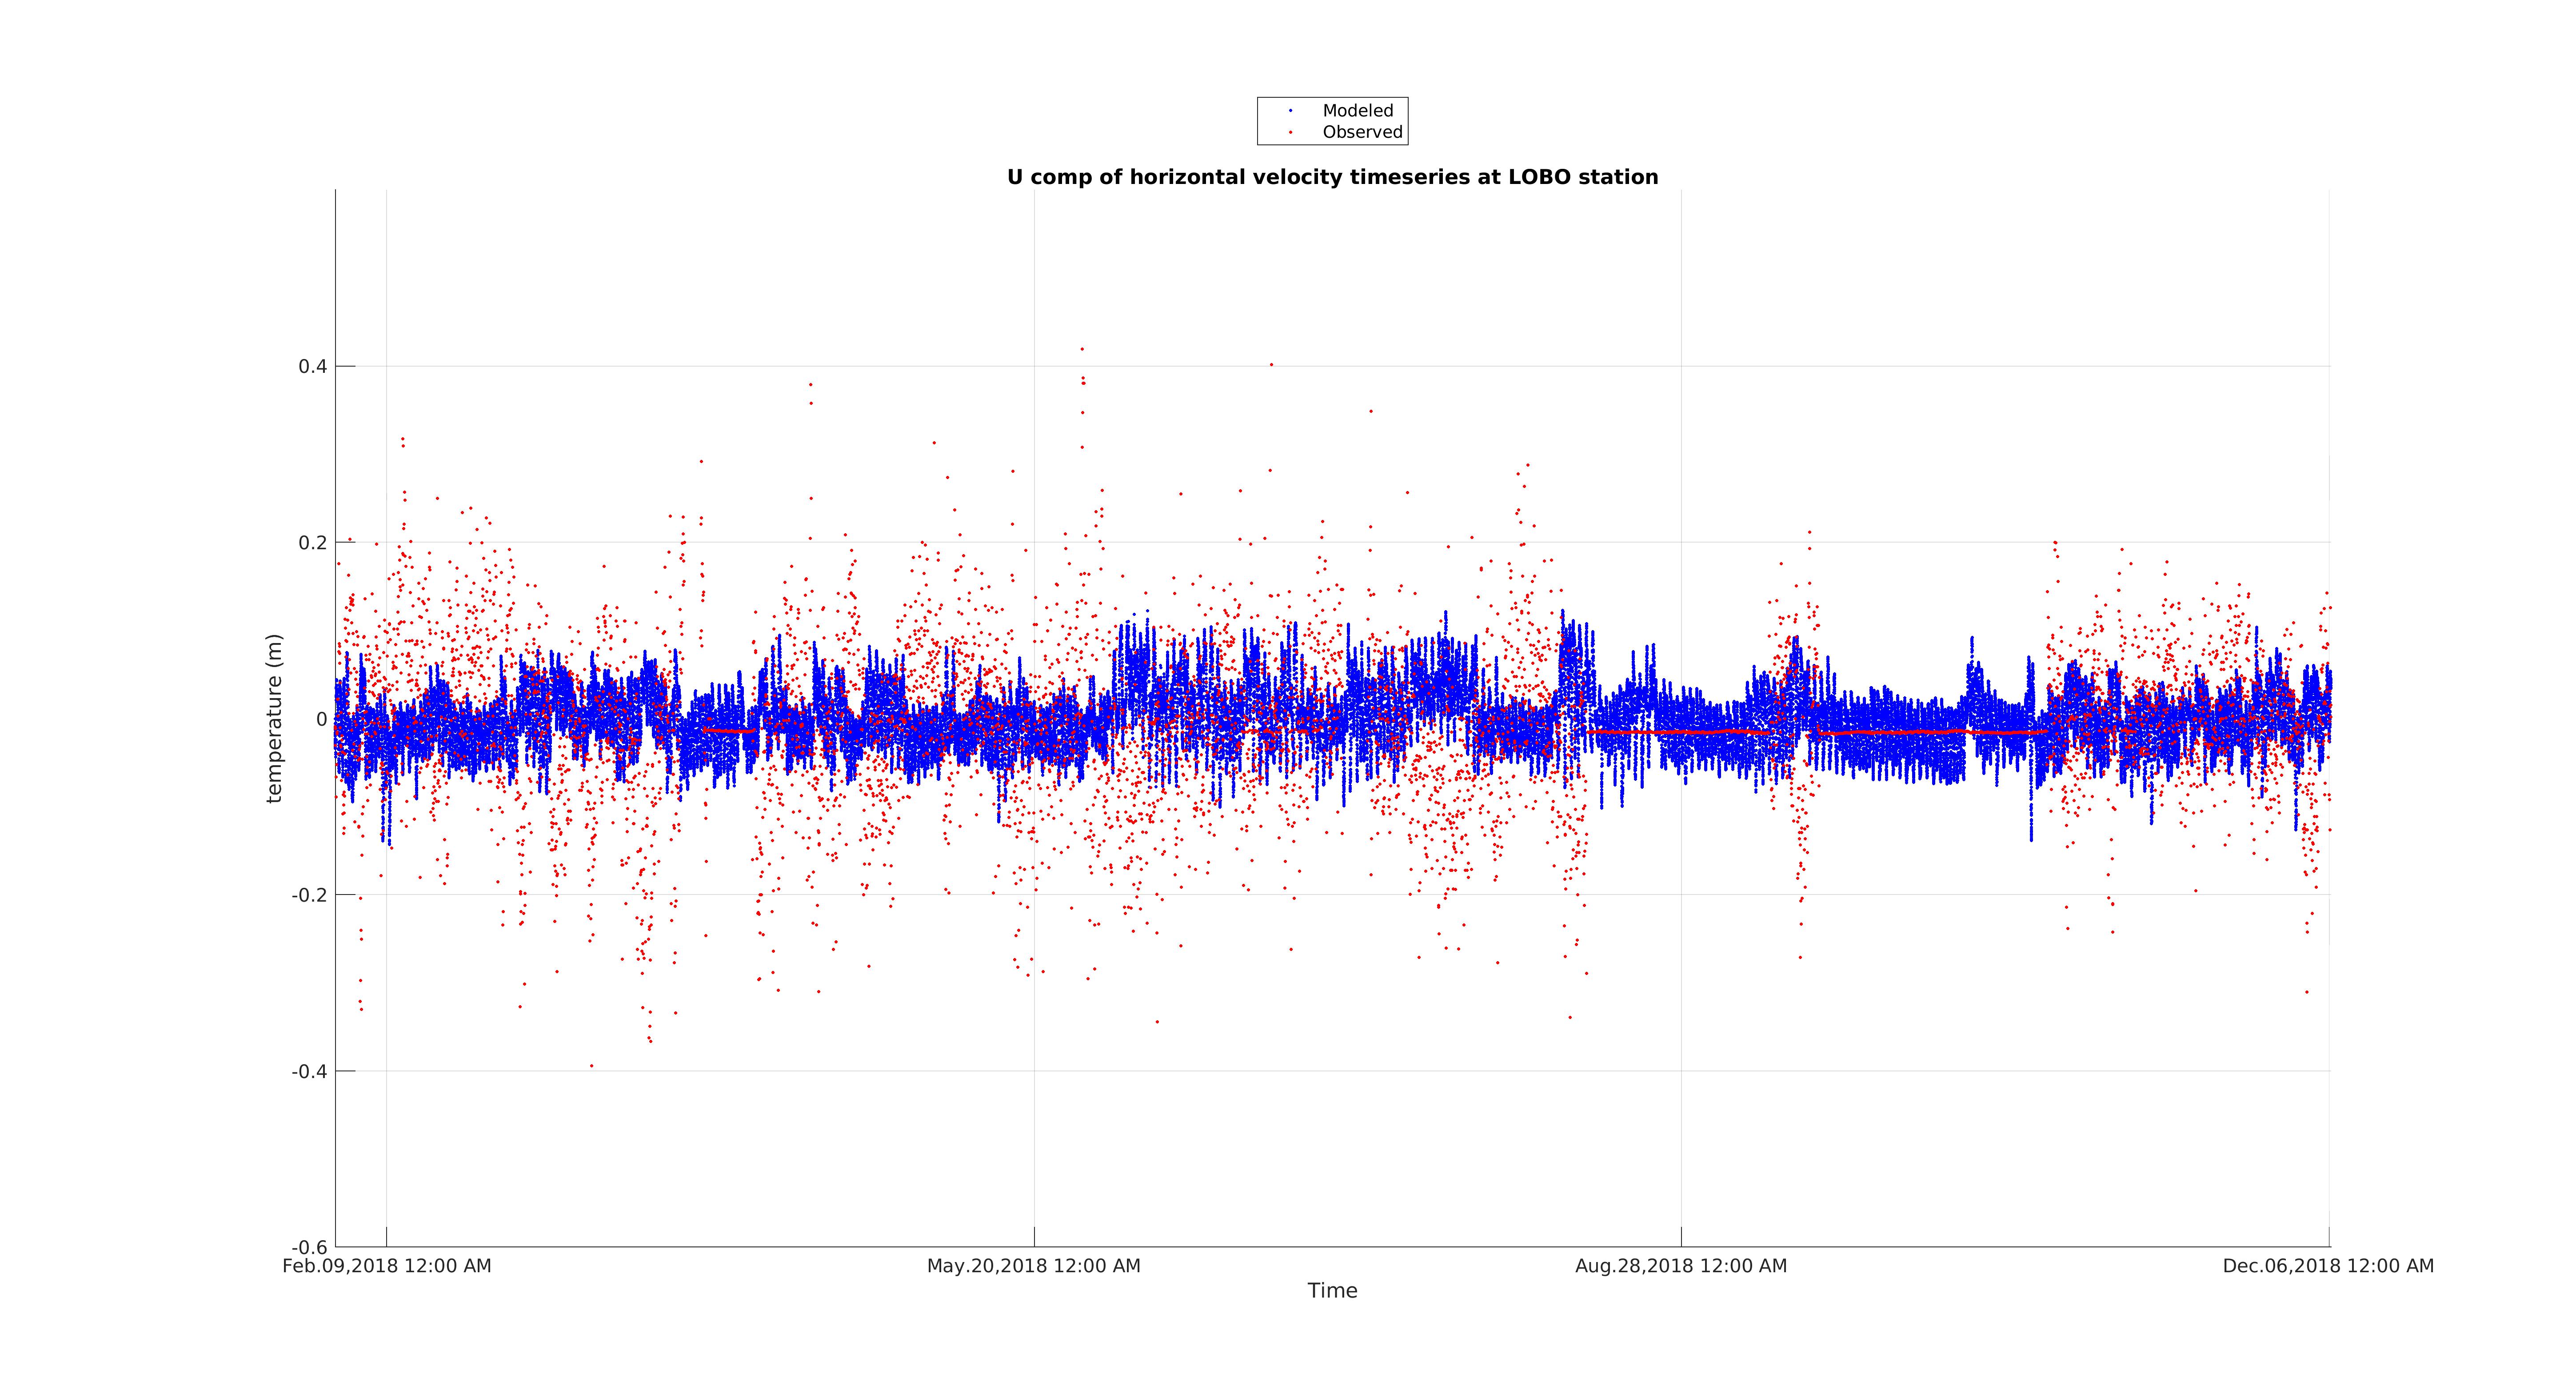 Modeled
Observed
U comp of horizontal velocity timeseries at LOBO station
temperature (m)
0.4
0.2
0
-0.2
-0.4
-0.6
Feb.09,2018 12:00 AM
May.20,2018 12:00 AM
Aug.28,2018 12:00 AM
Dec.06,2018 12:00 AM
Time